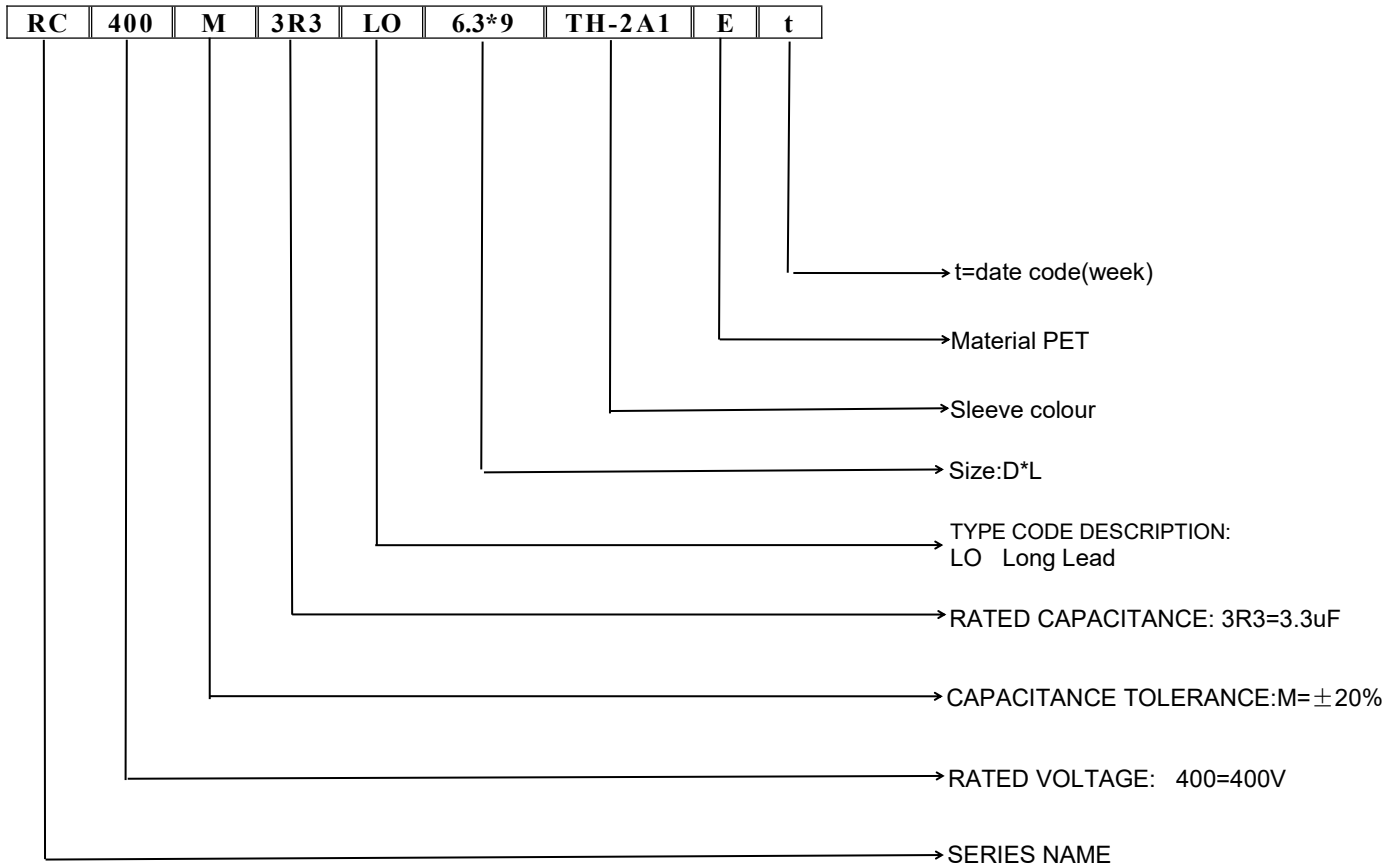 RC 400 M 3R3 LO 6.3*9 TH-2A1 E t
t=date code(week)
Material PET
Sleeve colour
Size:D*L
TYPE CODE DESCRIPTION:
LO Long Lead
RATED CAPACITANCE: 3R3=3.3uF
CAPACITANCE TOLERANCE:M=±20%
RATED VOLTAGE: 400=400V
SERIES NAME